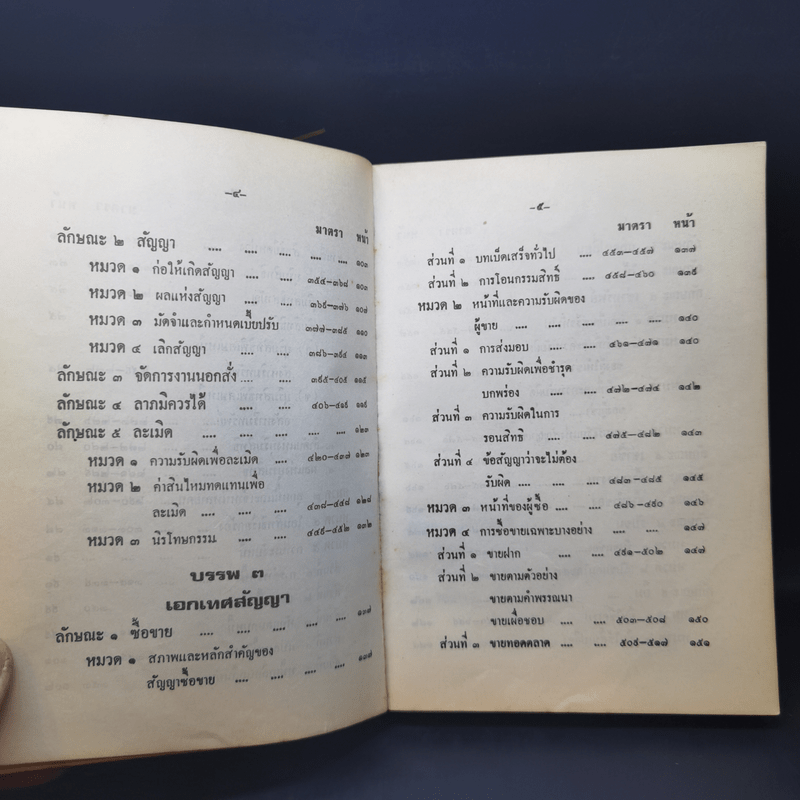 –๔–
มาตรา หน้า
ลักษณะ ๒ สัญญา .... .... .... .... .... ๑๐๓
หมวด ๑ ก่อให้เกิดสัญญา .... .... ๓๕๔–๓๖๘ ๑๐๓
หมวด ๒ ผลแห่งสัญญา .... .... ๓๖๙–๓๗๖ ๑๐๗
หมวด ๓ มัดจำและกำหนดเบี้ยปรับ ๓๗๗–๓๘๕ ๑๑๐
หมวด ๔ เลิกสัญญา .... .... ๓๘๖–๓๙๔ ๑๑๓
ลักษณะ ๓ จัดการงานนอกสั่ง .... .... ๓๙๕–๔๐๕ ๑๑๕
ลักษณะ ๔ ลาภมิควรได้ .... .... ๔๐๖–๔๑๙ ๑๑๙
ลักษณะ ๕ ละเมิด .... .... .... .... ๑๒๓
หมวด ๑ ความรับผิดเพื่อละเมิด .... ๔๒๐–๔๓๗ ๑๒๓
หมวด ๒ ค่าสินไหมทดแทนเพื่อ
ละเมิด .... .... .... ๔๓๘–๔๔๘ ๑๒๘
หมวด ๓ นิรโทษกรรม .... .... ๔๔๙–๔๕๒ ๑๓๒
บรรพ ๓
เอกเทศสัญญา
ลักษณะ ๑ ซื้อขาย .... .... .... .... .... ๑๓๗
หมวด ๑ สภาพและหลักสำคัญของ
สัญญาซื้อขาย .... .... .... .... ๑๓๗
–๕–
มาตรา หน้า
ส่วนที่ ๑ บทเบ็ดเสร็จทั่วไป .... ๔๕๓–๔๕๗ ๑๓๗
ส่วนที่ ๒ การโอนกรรมสิทธิ์ .... ๔๕๘–๔๖๐ ๑๓๙
หมวด ๒ หน้าที่และความรับผิดของ
ผู้ขาย .... .... .... .... .... ๑๔๐
ส่วนที่ ๑ การส่งมอบ .... .... ๔๖๑–๔๗๑ ๑๔๐
ส่วนที่ ๒ ความรับผิดเพื่อชำรุด
บกพร่อง .... .... ๔๗๒–๔๗๔ ๑๔๒
ส่วนที่ ๓ ความรับผิดในการ
รอนสิทธิ .... .... ๔๗๕–๔๘๒ ๑๔๓
ส่วนที่ ๔ ข้อสัญญาว่าจะไม่ต้อง
รับผิด .... .... ๔๘๓–๔๘๕ ๑๔๕
หมวด ๓ หน้าที่ของผู้ซื้อ .... .... ๔๘๖–๔๙๐ ๑๔๖
หมวด ๔ การซื้อขายเฉพาะบางอย่าง .... .... ๑๔๗
ส่วนที่ ๑ ขายฝาก .... .... ๔๙๑–๕๐๒ ๑๔๗
ส่วนที่ ๒ ขายตามตัวอย่าง
ขายตามคำพรรณนา
ขายเผื่อชอบ .... .... ๕๐๓–๕๐๘ ๑๕๐
ส่วนที่ ๓ ขายทอดตลาด .... .... ๕๐๙–๕๑๗ ๑๕๑